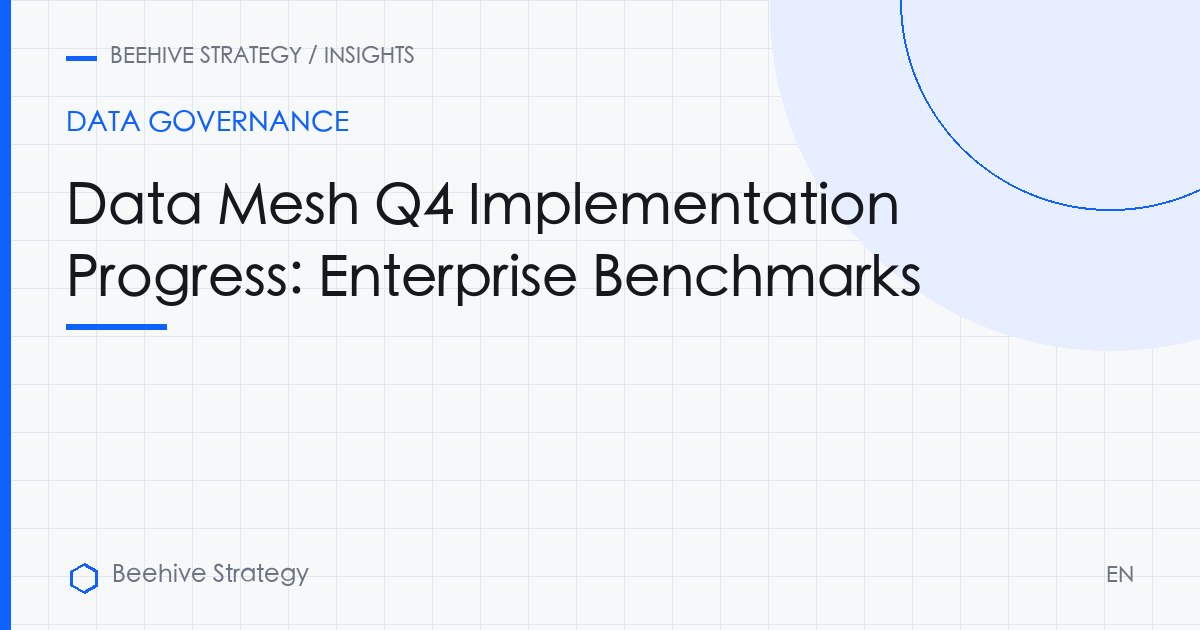 BEEHIVE STRATEGY / INSIGHTS
DATA GOVERNANCE
Data Mesh Q4 Implementation
Progress: Enterprise Benchmarks
Beehive Strategy
EN